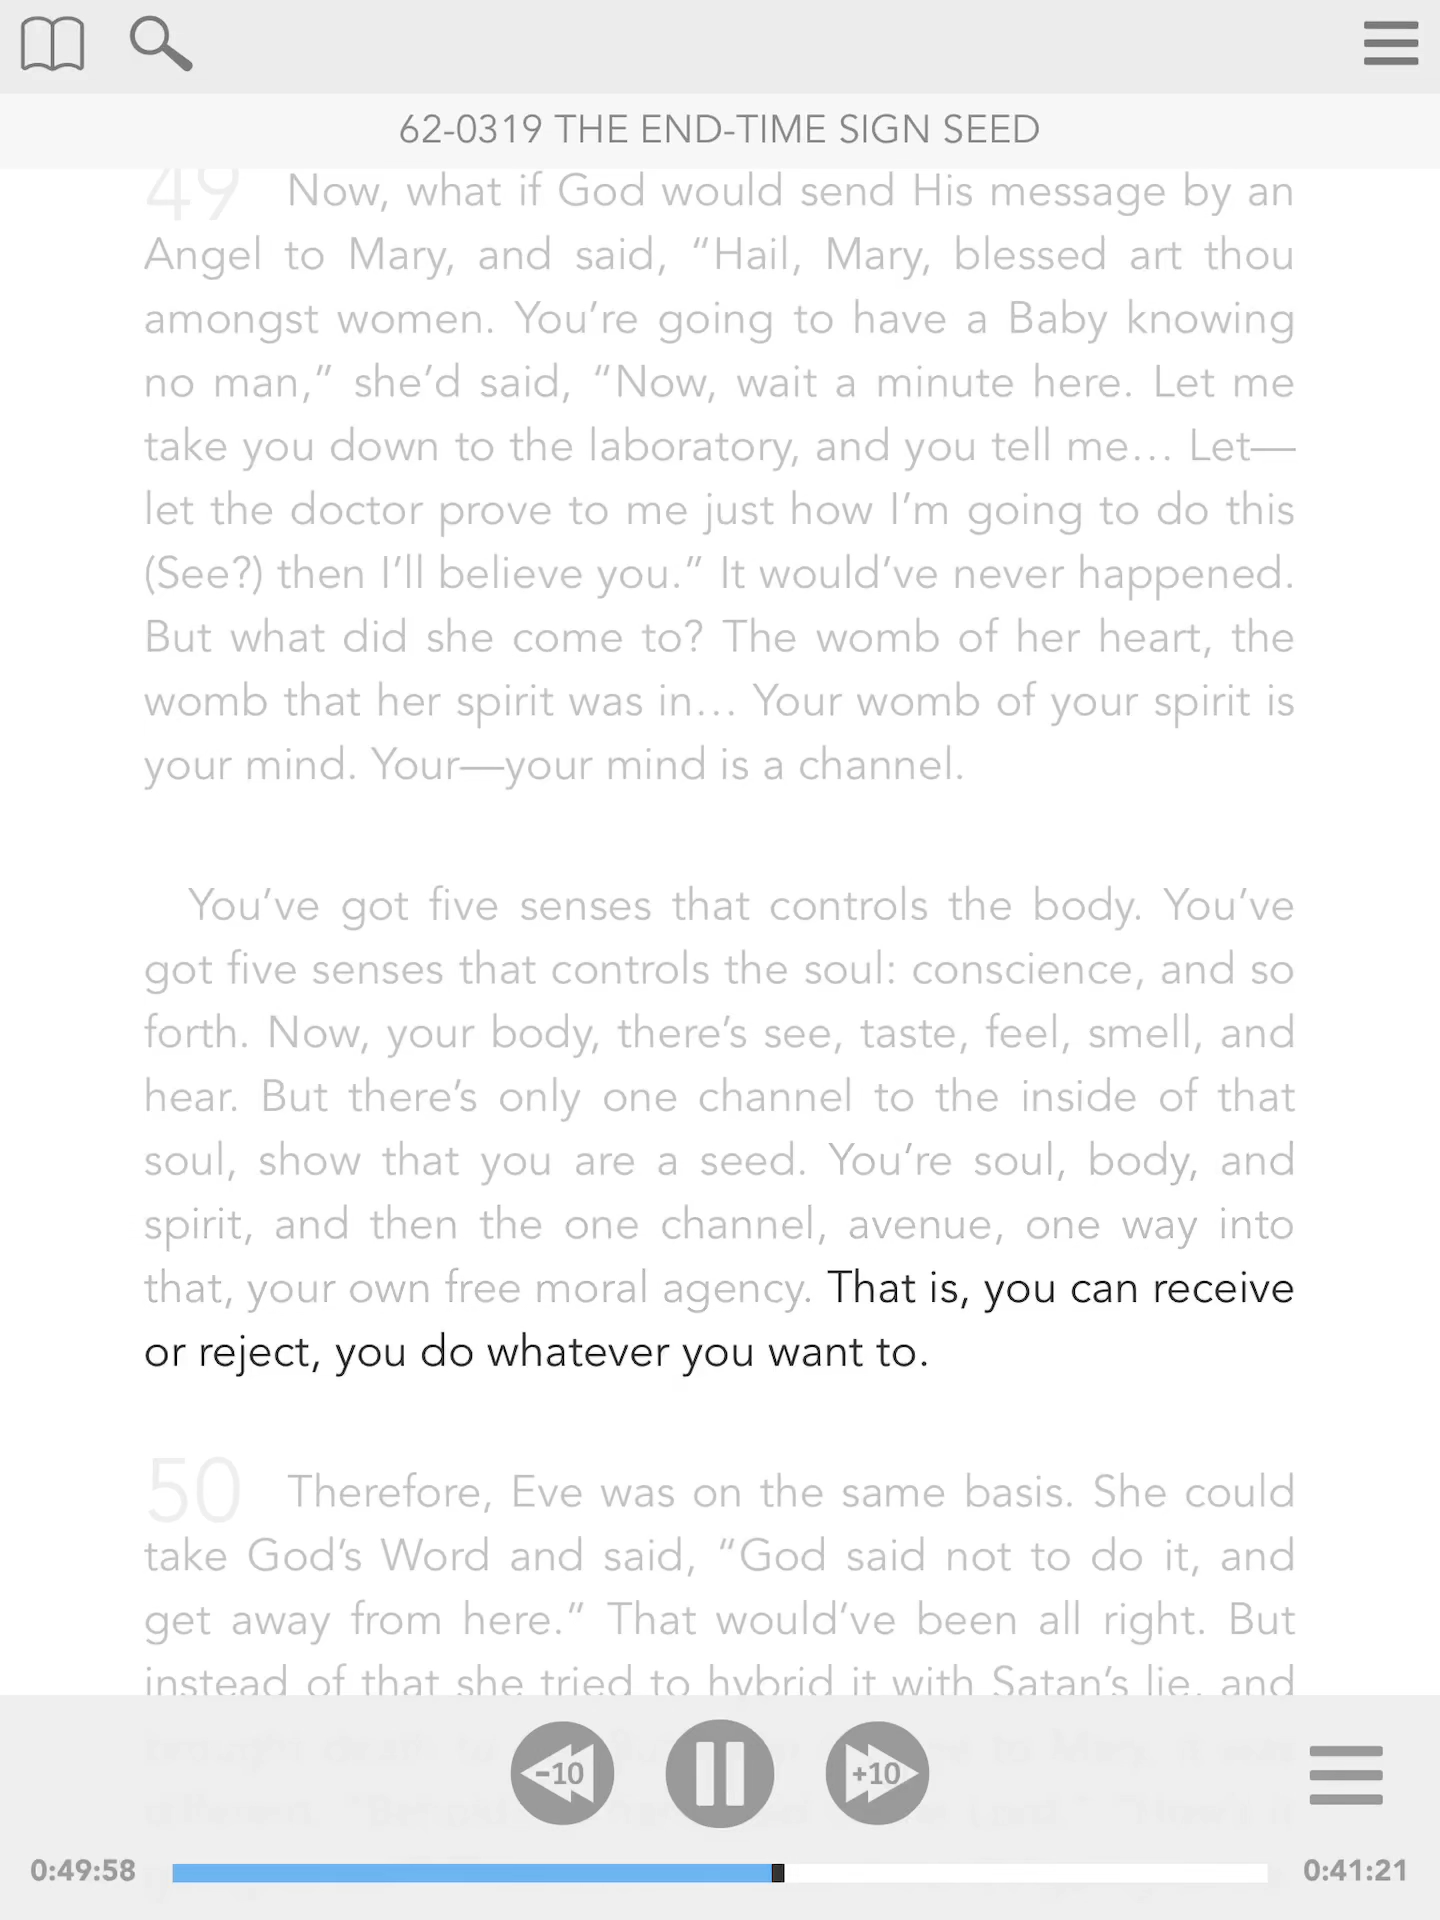 62-0319 THE END-TIME SIGN SEED
49 Now, what if God would send His message by an
Angel to Mary, and said, “Hail, Mary, blessed art thou
amongst women. You’re going to have a Baby knowing
no man,” she’d said, “Now, wait a minute here. Let me
take you down to the laboratory, and you tell me… Let—
let the doctor prove to me just how I’m going to do this
(See?) then I’ll believe you.” It would’ve never happened.
But what did she come to? The womb of her heart, the
womb that her spirit was in… Your womb of your spirit is
your mind. Your—your mind is a channel.
You’ve got five senses that controls the body. You’ve
got five senses that controls the soul: conscience, and so
forth. Now, your body, there’s see, taste, feel, smell, and
hear. But there’s only one channel to the inside of that
soul, show that you are a seed. You’re soul, body, and
spirit, and then the one channel, avenue, one way into
that, your own free moral agency. That is, you can receive
or reject, you do whatever you want to.
50 Therefore, Eve was on the same basis. She could
take God’s Word and said, “God said not to do it, and
get away from here.” That would’ve been all right. But
instead of that she tried to hybrid it with Satan’s lie, and
-10 +10
0:49:58 0:41:21